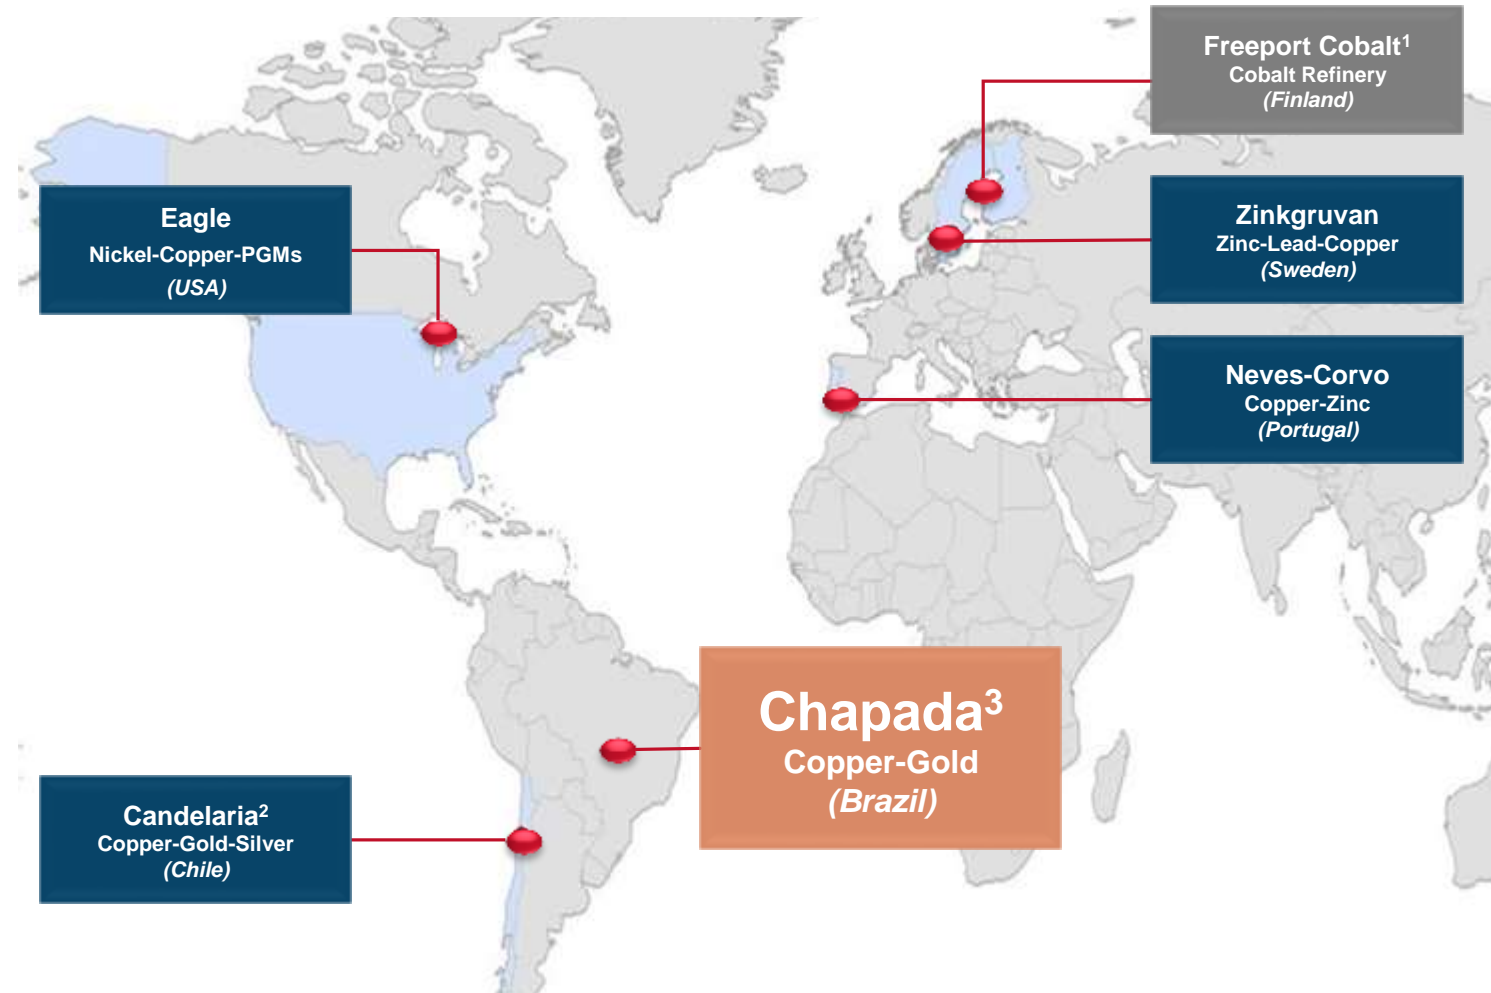 Freeport Cobalt¹
Cobalt Refinery
(Finland)
Eagle
Nickel-Copper-PGMs
(USA)
Zinkgruvan
Zinc-Lead-Copper
(Sweden)
Neves-Corvo
Copper-Zinc
(Portugal)
Chapada³
Copper-Gold
(Brazil)
Candelaria²
Copper-Gold-Silver
(Chile)